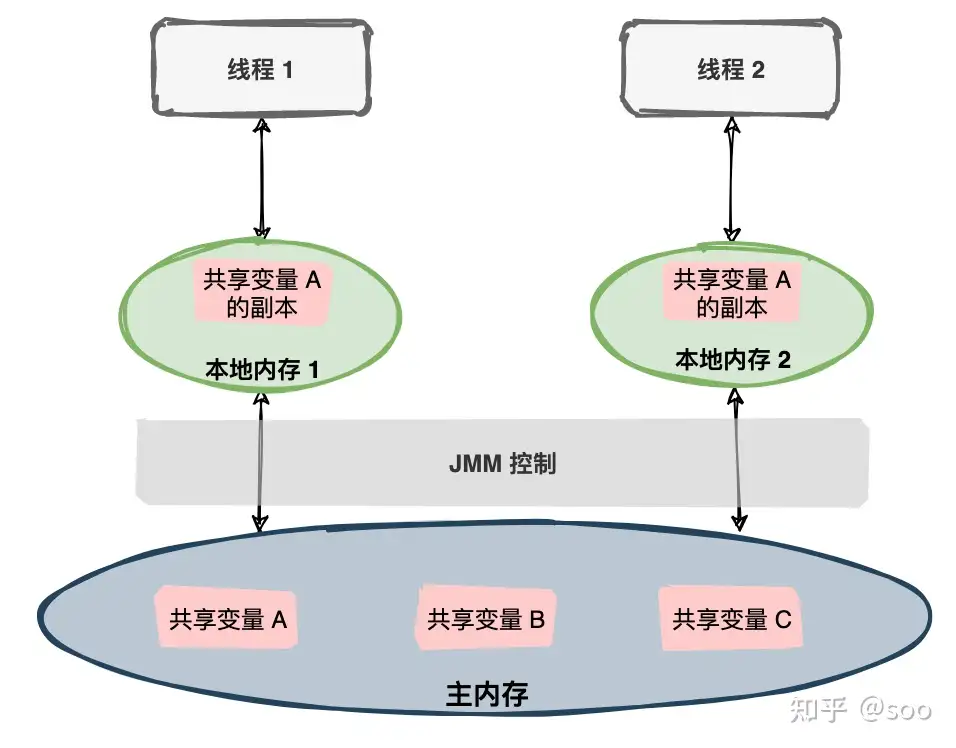 线程 1
线程 2
共享变量 A
的副本
本地内存 1
共享变量 A
的副本
本地内存 2
JMM 控制
共享变量 A
共享变量 B
共享变量 C
主内存
知乎 @soo